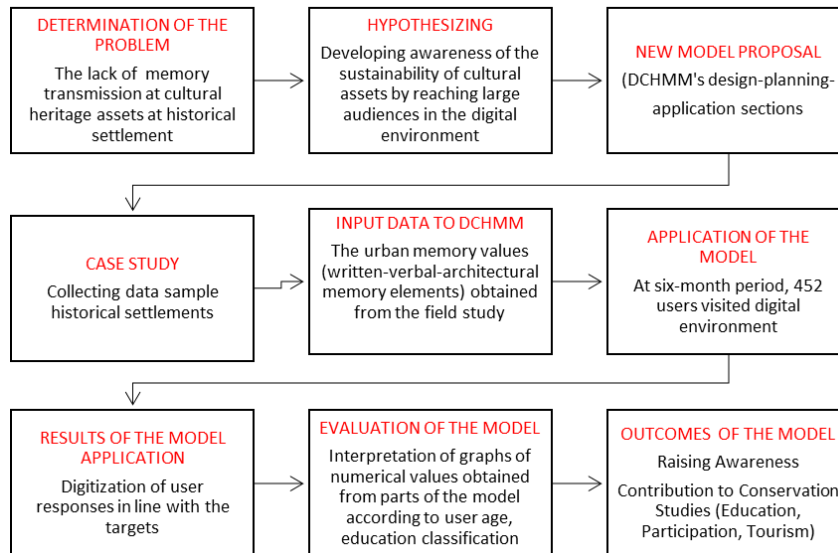 DETERMINATION OF THE
PROBLEM
The lack of memory
transmission at cultural
heritage assets at historical
settlement
HYPOTHESIZING
Developing awareness of the
sustainability of cultural
assets by reaching large
audiences in the digital
environment
NEW MODEL PROPOSAL
(DCHMM's design-planning-
application sections
CASE STUDY
Collecting data sample
historical settlements
INPUT DATA TO DCHMM
The urban memory values
(written-verbal-architectural
memory elements) obtained
from the field study
APPLICATION OF THE
MODEL
At six-month period, 452
users visited digital
environment
RESULTS OF THE MODEL
APPLICATION
Digitization of user
responses in line with the
targets
EVALUATION OF THE MODEL
Interpretation of graphs of
numerical values obtained
from parts of the model
according to user age,
education classification
OUTCOMES OF THE MODEL
Raising Awareness
Contribution to Conservation
Studies (Education,
Participation, Tourism)